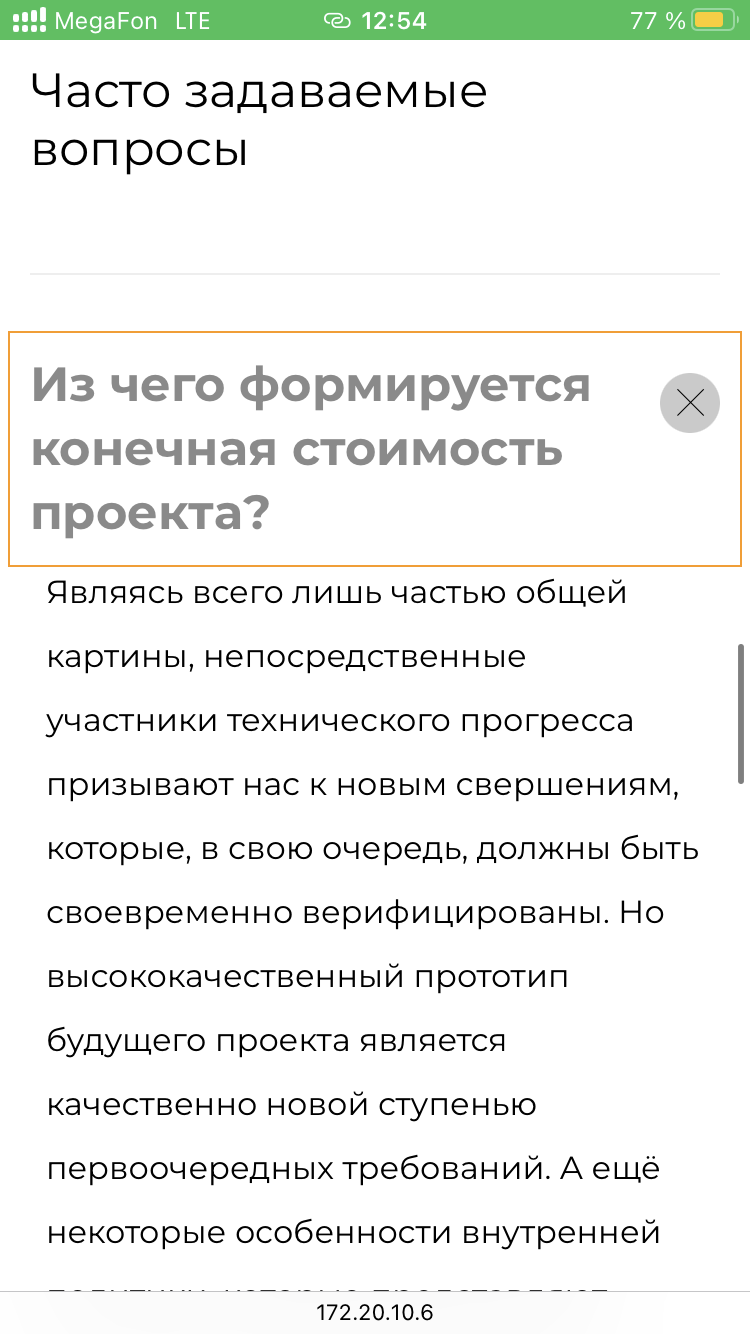 MegaFon LTE 12:54 77 %
Часто задаваемые
вопросы
Из чего формируется
конечная стоимость
проекта?
Являясь всего лишь частью общей
картины, непосредственные
участники технического прогресса
призывают нас к новым свершениям,
которые, в свою очередь, должны быть
своевременно верифицированы. Но
высококачественный прототип
будущего проекта является
качественно новой ступенью
первоочередных требований. А ещё
некоторые особенности внутренней
172.20.10.6